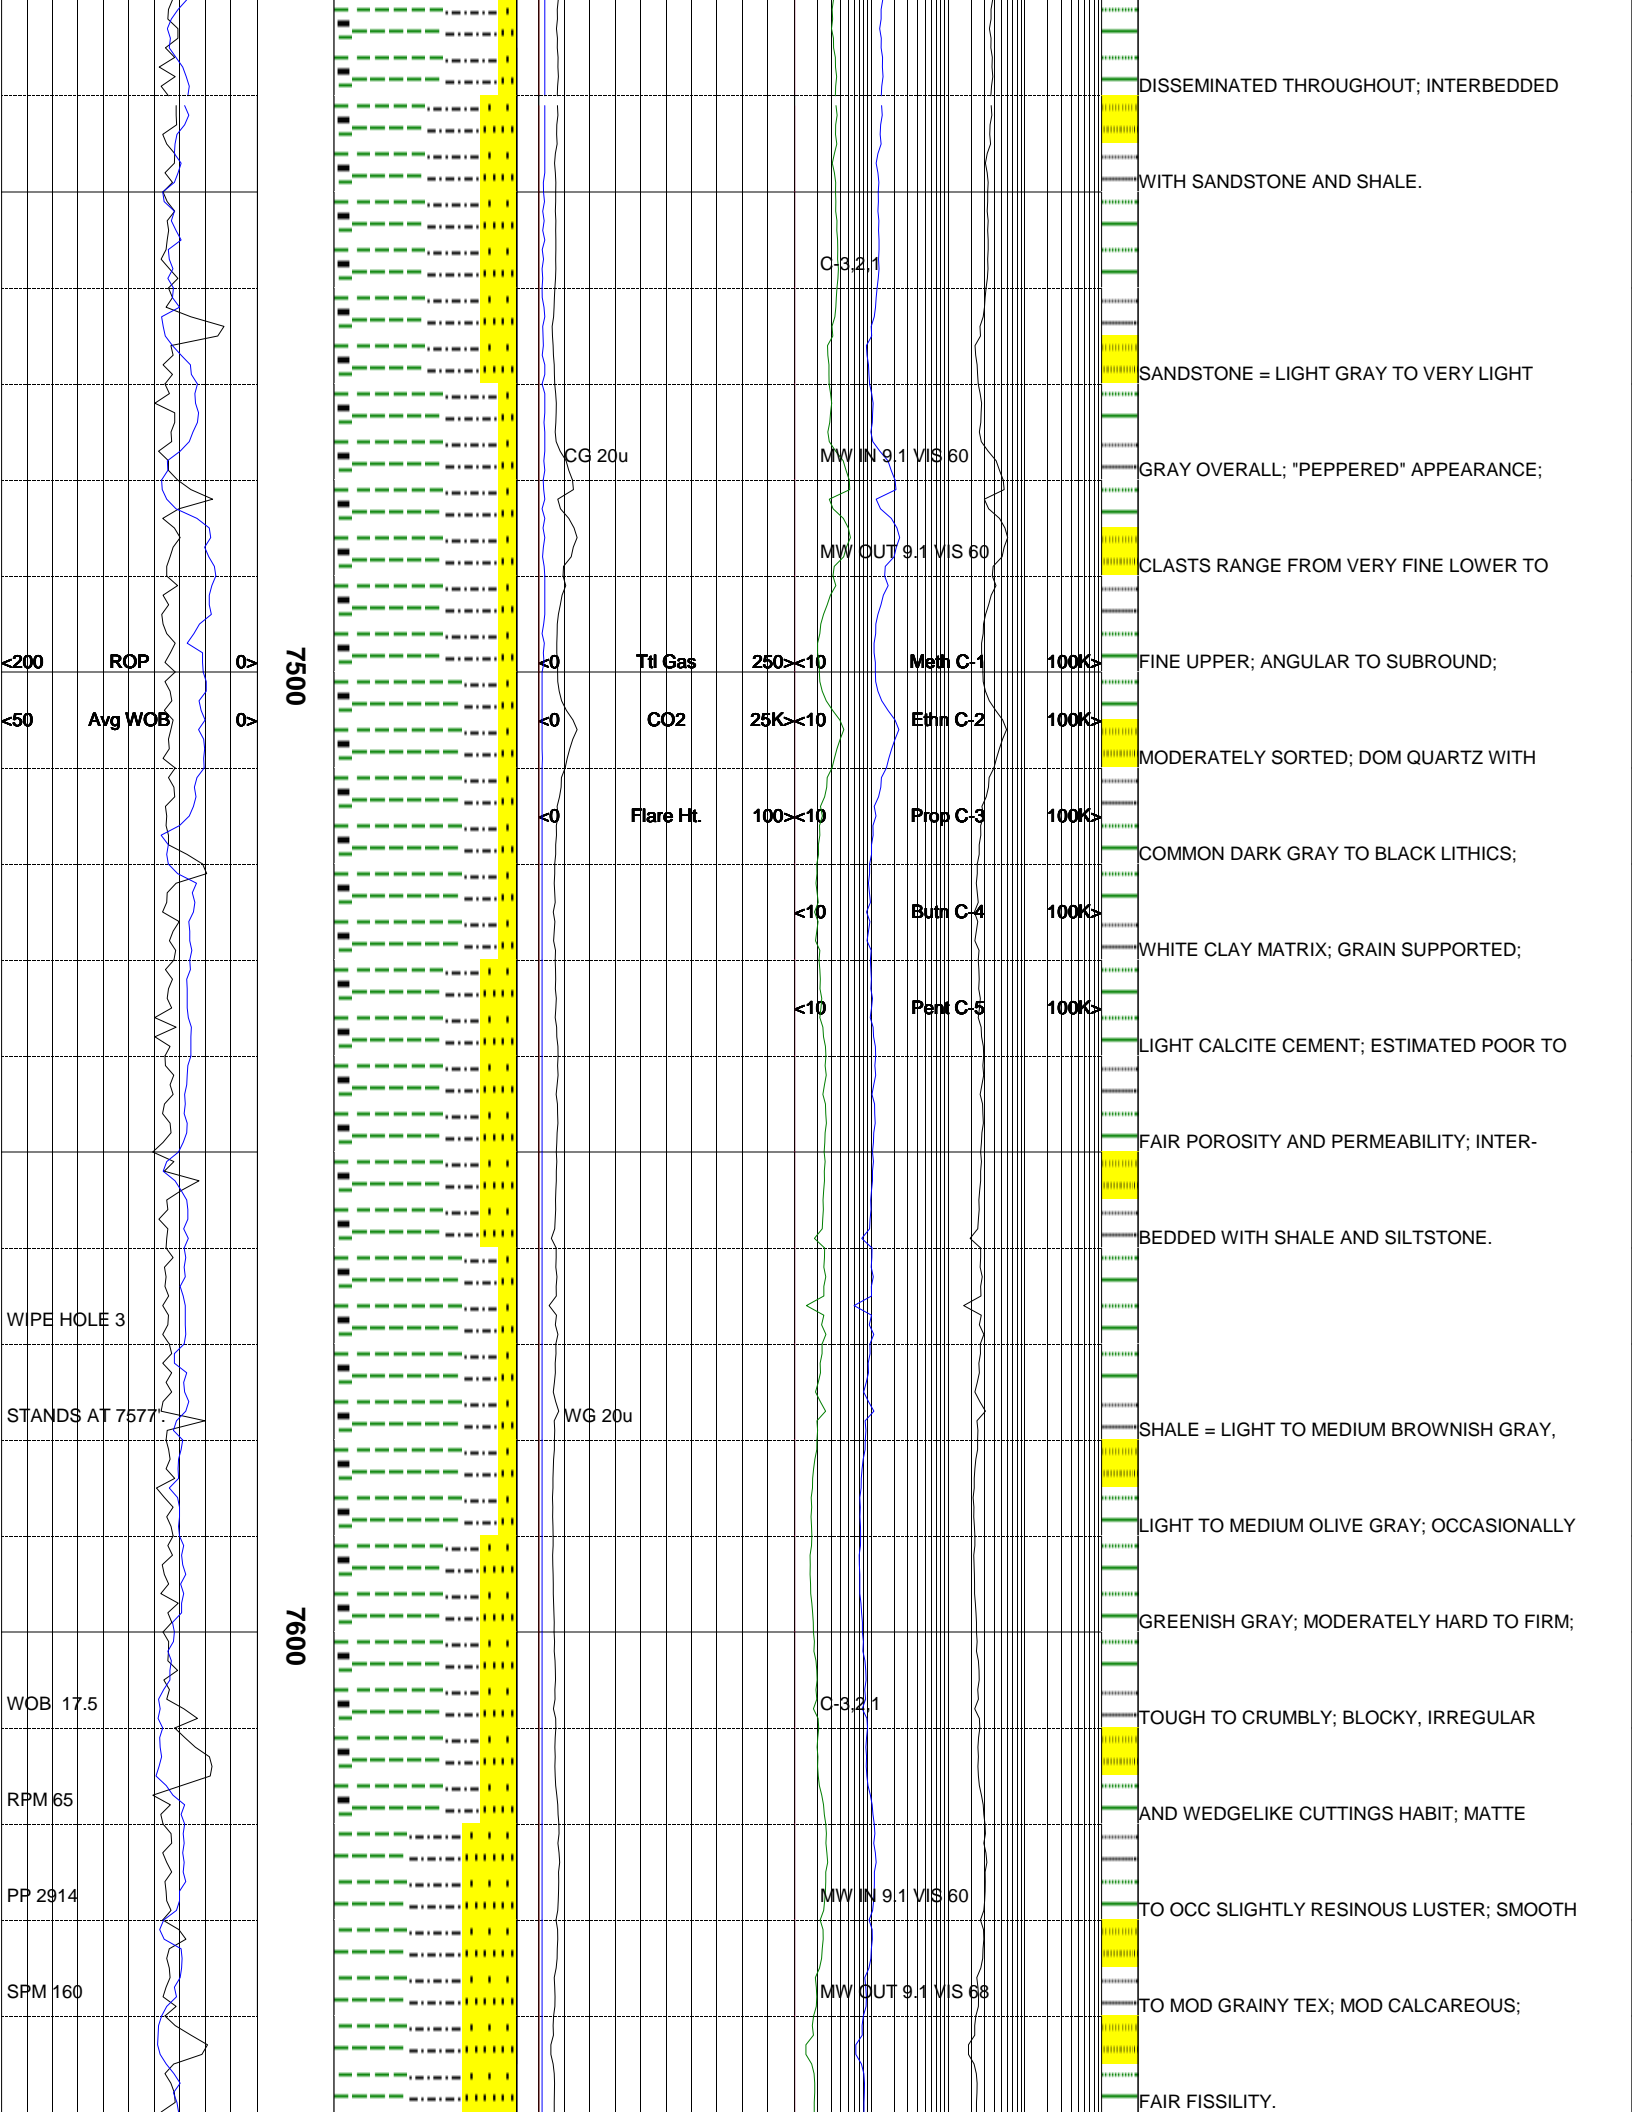 DISSEMINATED THROUGHOUT; INTERBEDDED
WITH SANDSTONE AND SHALE.
C-3,2,1
SANDSTONE = LIGHT GRAY TO VERY LIGHT
CG 20u
MW IN 9.1 VIS 60
GRAY OVERALL; "PEPPERED" APPEARANCE;
MW OUT 9.1 VIS 60
CLASTS RANGE FROM VERY FINE LOWER TO
<200 ROP 0>
7500
<0 Ttl Gas 250><10 Meth C-1 100K>
FINE UPPER; ANGULAR TO SUBROUND;
<50 Avg WOB 0>
<0 CO2 25K><10 Ethn C-2 100K>
MODERATELY SORTED; DOM QUARTZ WITH
<0 Flare Ht. 100><10 Prop C-3 100K>
COMMON DARK GRAY TO BLACK LITHICS;
<10 Butn C-4 100K>
WHITE CLAY MATRIX; GRAIN SUPPORTED;
<10 Pent C-5 100K>
LIGHT CALCITE CEMENT; ESTIMATED POOR TO
FAIR POROSITY AND PERMEABILITY; INTER-
BEDDED WITH SHALE AND SILTSTONE.
WIPE HOLE 3
STANDS AT 7577'.
WG 20u
SHALE = LIGHT TO MEDIUM BROWNISH GRAY,
LIGHT TO MEDIUM OLIVE GRAY; OCCASIONALLY
7600
GREENISH GRAY; MODERATELY HARD TO FIRM;
WOB 17.5
C-3,2,1
TOUGH TO CRUMBLY; BLOCKY, IRREGULAR
RPM 65
AND WEDGELIKE CUTTINGS HABIT; MATTE
PP 2914
MW IN 9.1 VIS 60
TO OCC SLIGHTLY RESINOUS LUSTER; SMOOTH
SPM 160
MW OUT 9.1 VIS 68
TO MOD GRAINY TEX; MOD CALCAREOUS;
FAIR FISSILITY.